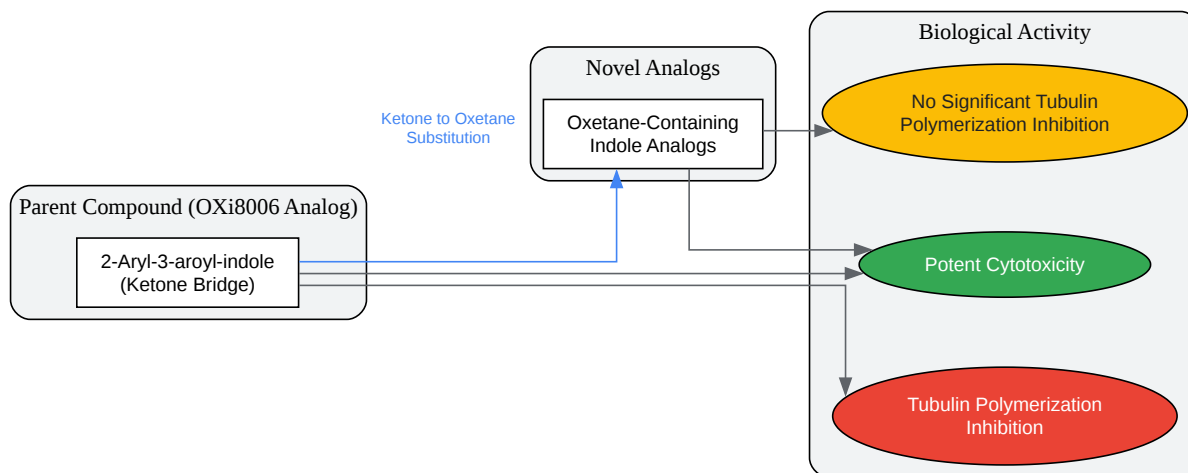 Biological Activity
Novel Analogs
No Significant Tubulin
Polymerization Inhibition
Ketone to Oxetane
Substitution
Oxetane-Containing
Indole Analogs
Parent Compound (OXi8006 Analog)
2-Aryl-3-aroyl-indole
(Ketone Bridge)
Potent Cytotoxicity
Tubulin Polymerization
Inhibition